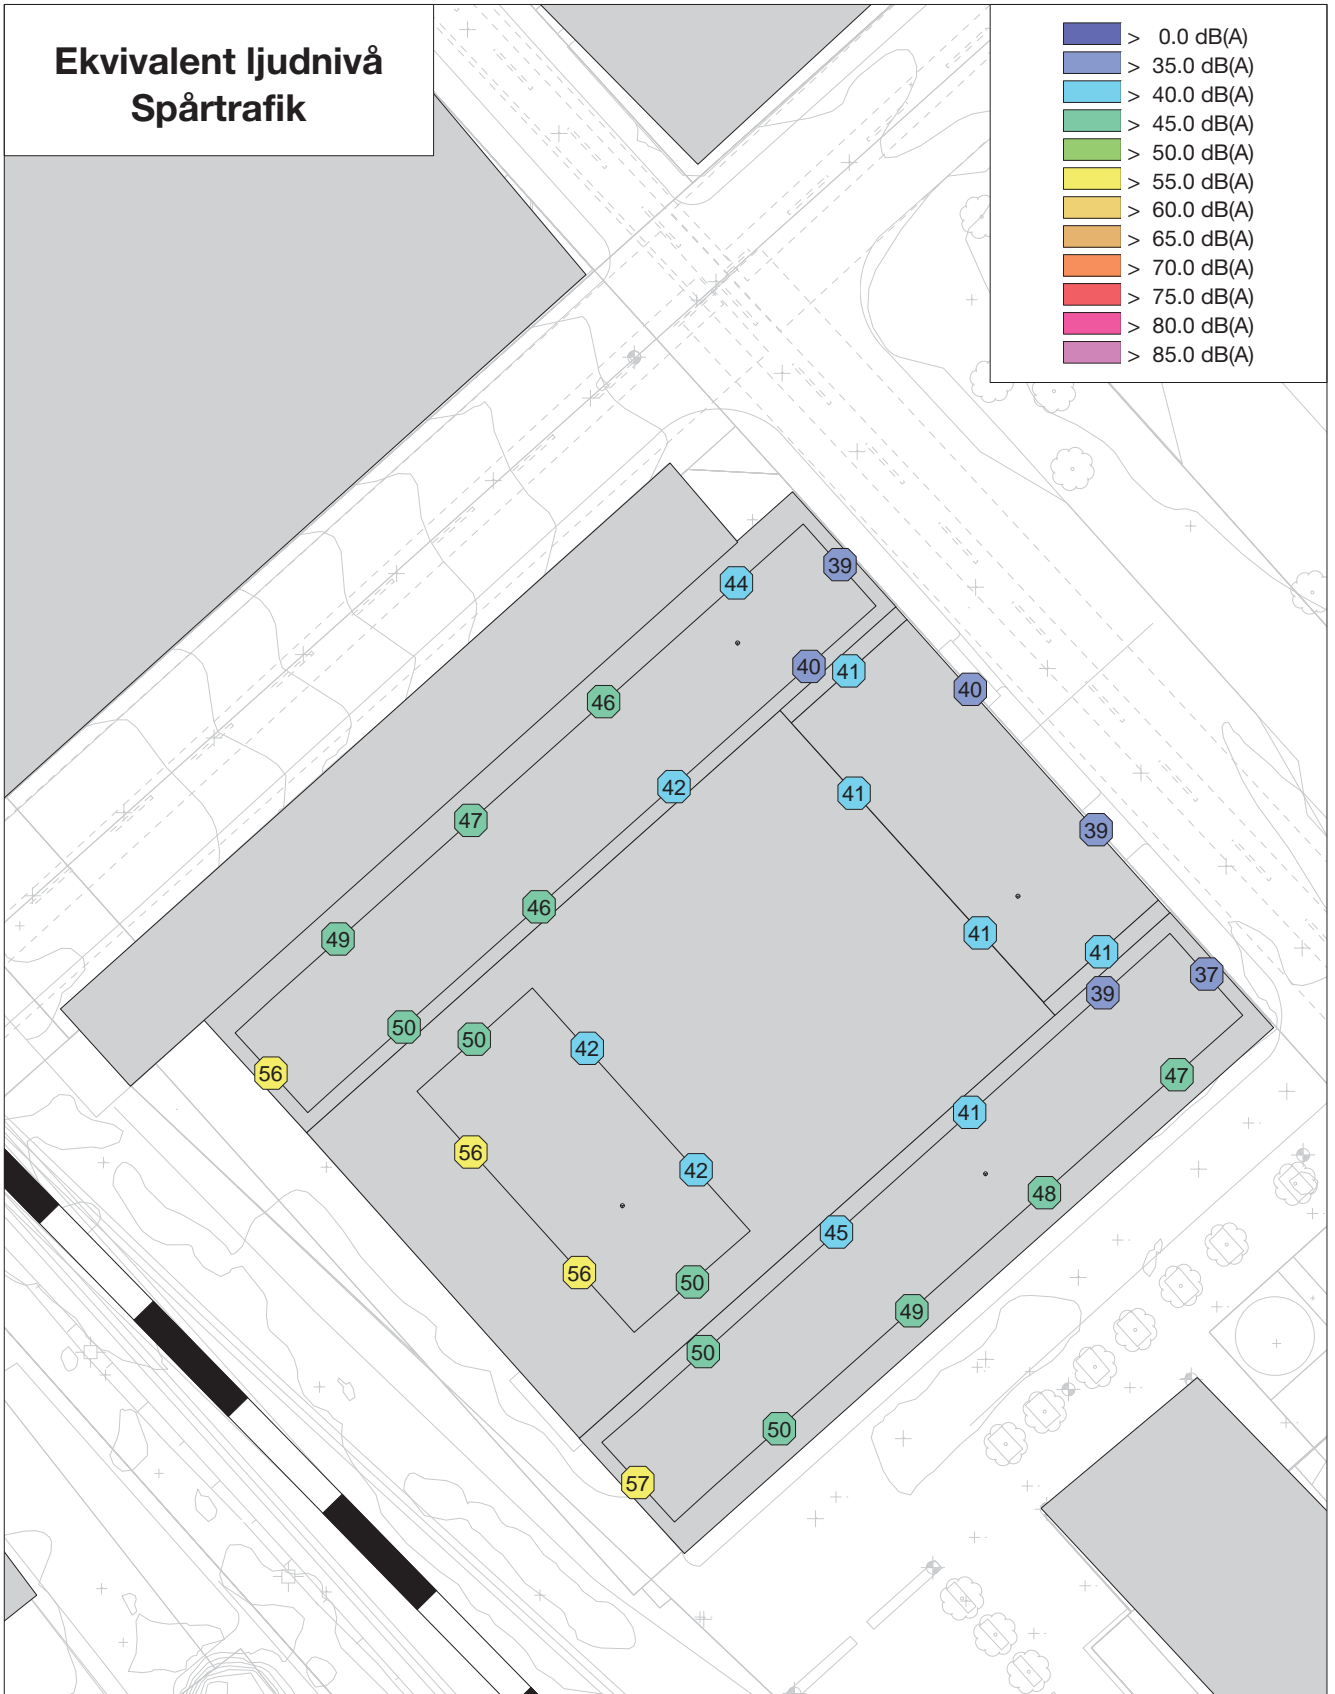 Ekvivalent ljudnivå
Spårtrafik
> 0.0 dB(A)
> 35.0 dB(A)
> 40.0 dB(A)
> 45.0 dB(A)
> 50.0 dB(A)
> 55.0 dB(A)
> 60.0 dB(A)
> 65.0 dB(A)
> 70.0 dB(A)
> 75.0 dB(A)
> 80.0 dB(A)
> 85.0 dB(A)
39
44
40
41
40
46
42
41
47
39
46
49
41
41
37
39
50
50
42
56
47
41
56
42
48
45
56
50
49
50
50
57